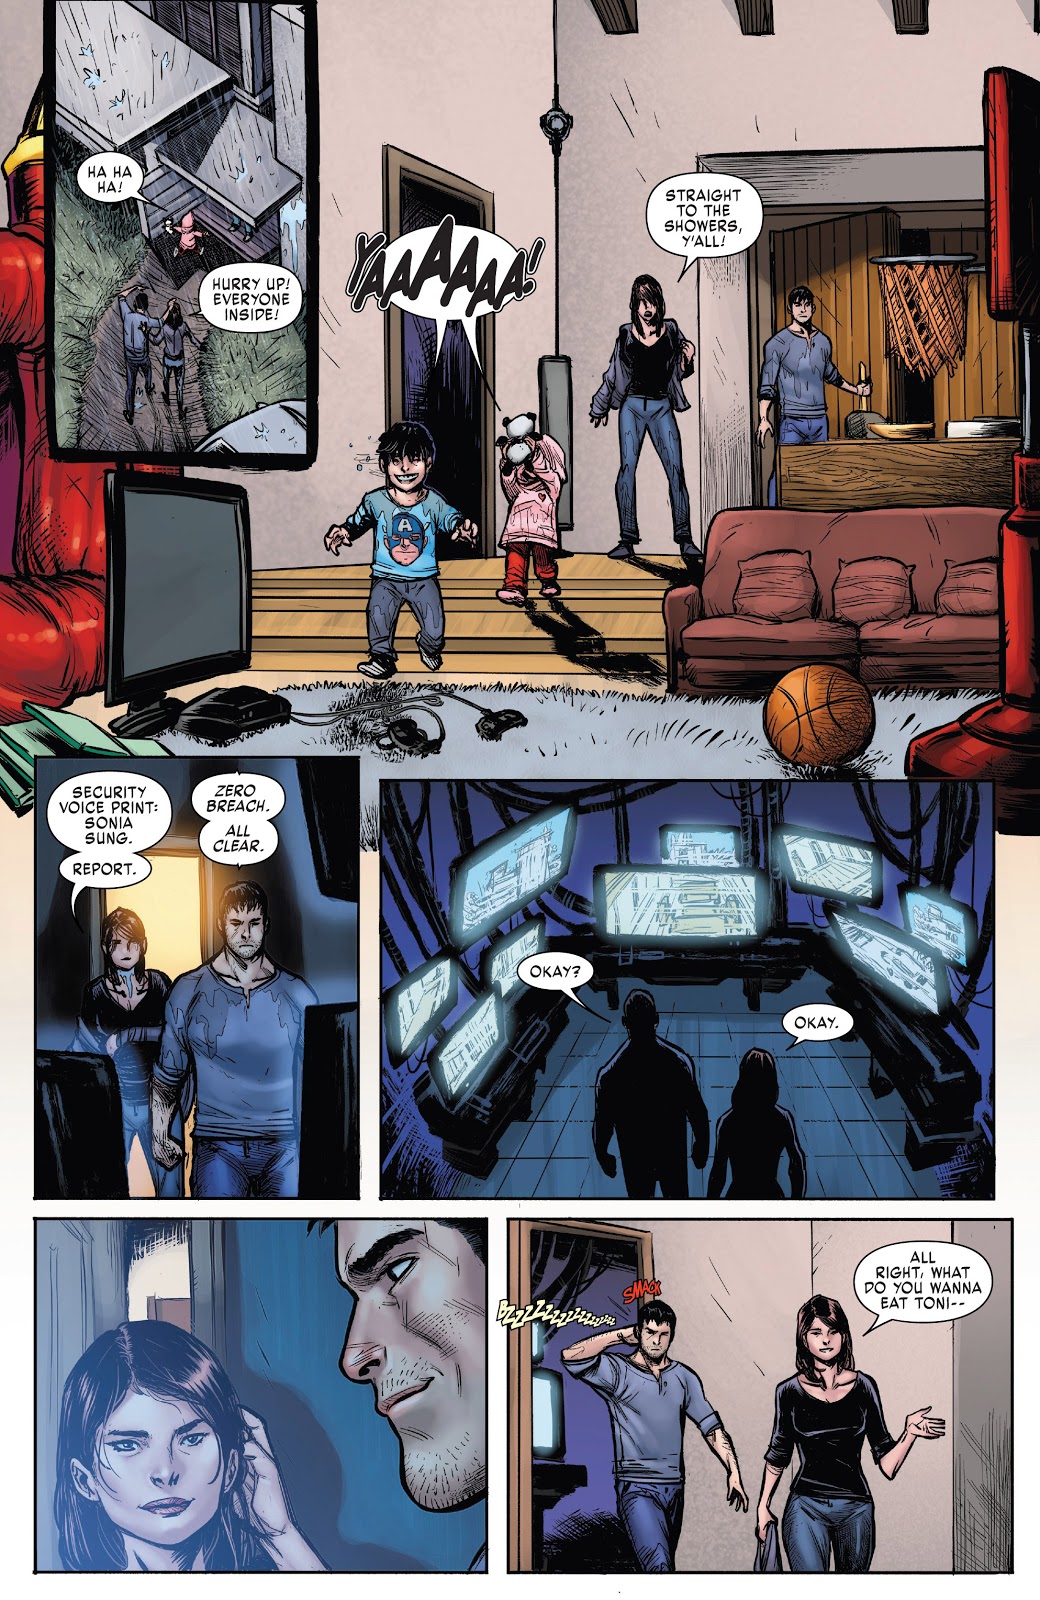 HA HA
HA!
HURRY UP!
EVERYONE
INSIDE!
YAAAAAA!
STRAIGHT
TO THE
SHOWERS,
Y'ALL!
A
SECURITY
VOICE PRINT:
SONIA
SUNG.
REPORT.
ZERO
BREACH.
ALL
CLEAR.
OKAY?
OKAY.
BZZZZZZZZZZZZZ
SMACK
ALL
RIGHT, WHAT
DO YOU WANNA
EAT TONI--